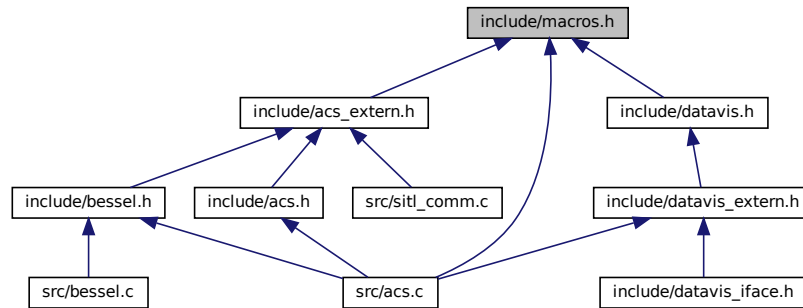 include/macros.h
include/acs_extern.h
include/datavis.h
include/bessel.h
include/acs.h
src/sitl_comm.c
include/datavis_extern.h
src/bessel.c
src/acs.c
include/datavis_iface.h